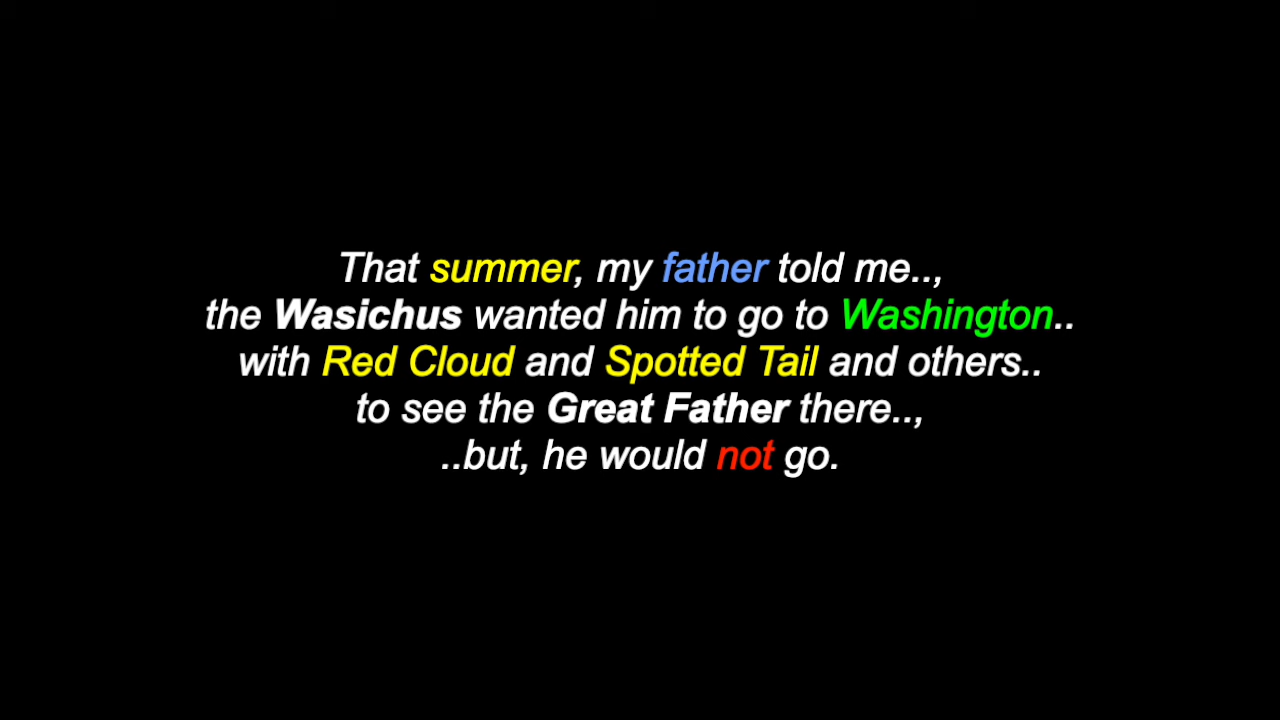 That summer, my father told me..,
the Wasichus wanted him to go to Washington..
with Red Cloud and Spotted Tail and others..
to see the Great Father there..,
..but, he would not go.